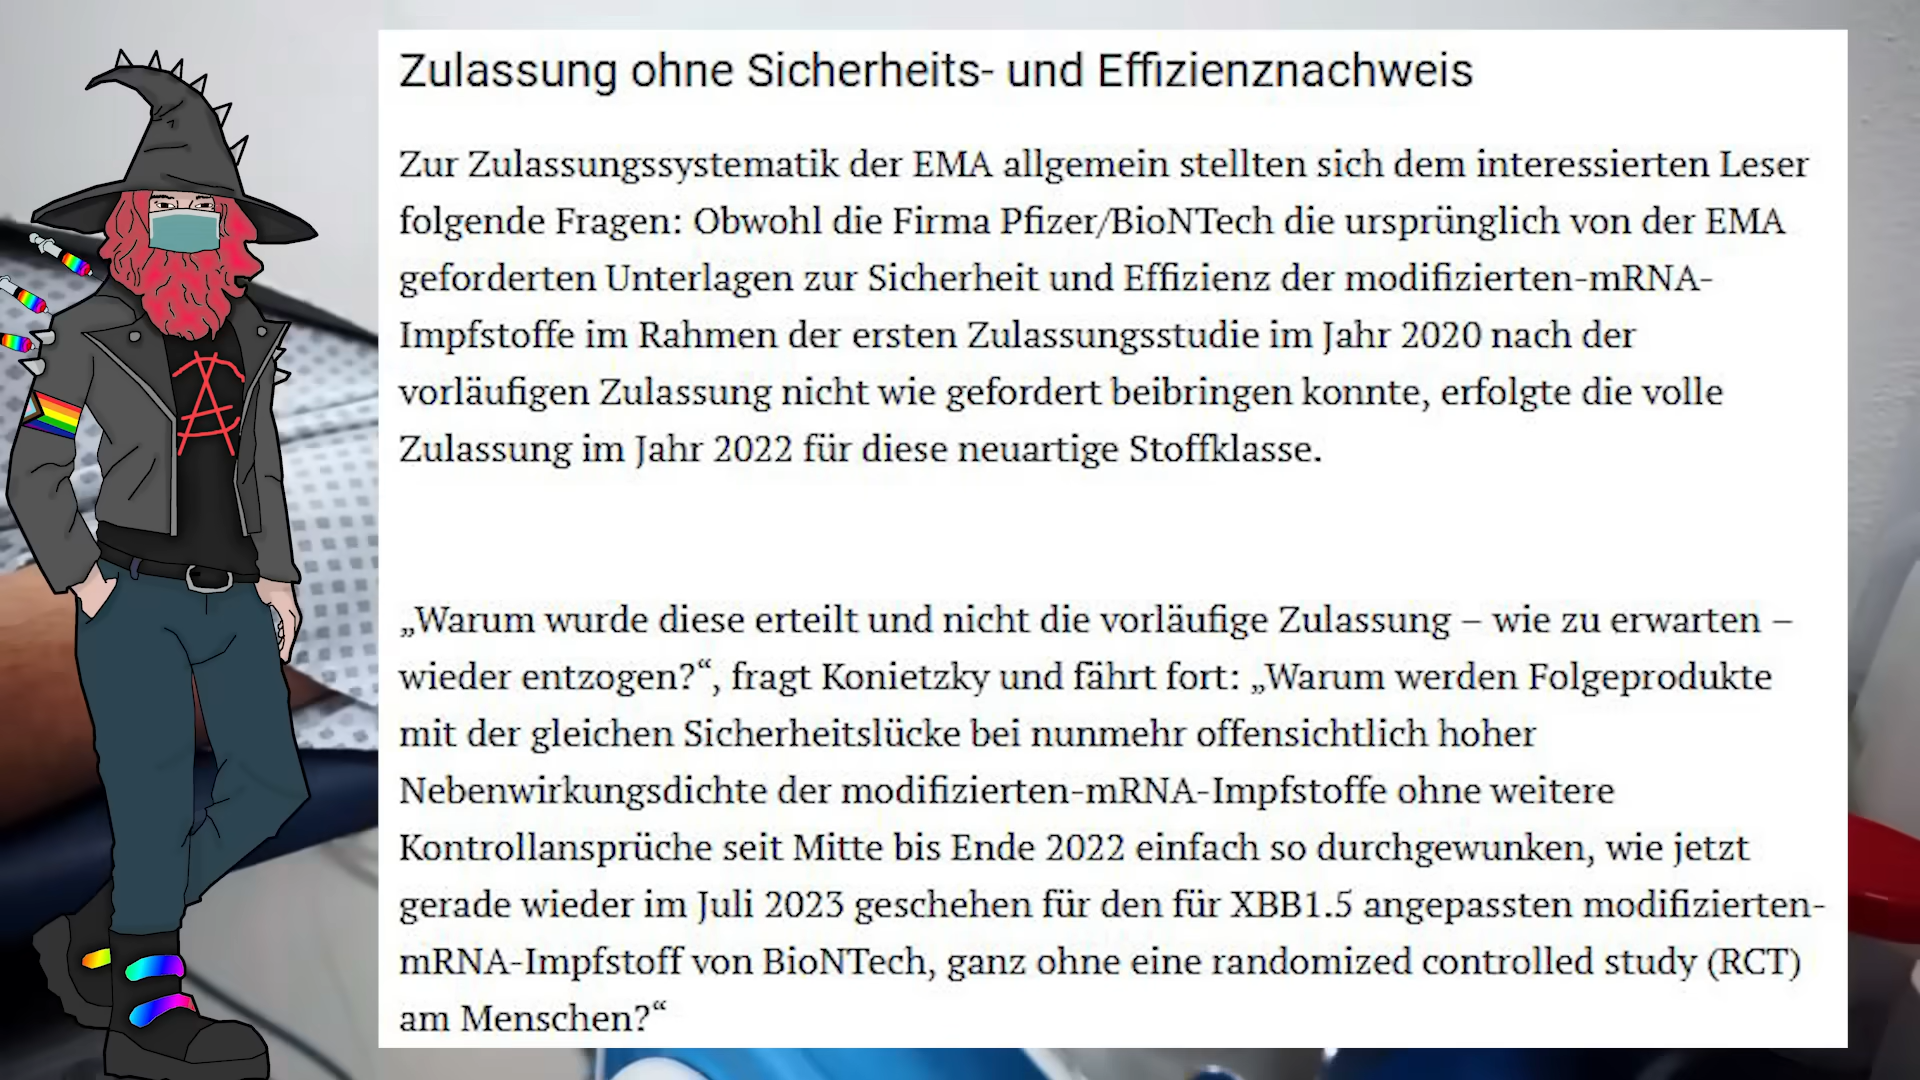 Zulassung ohne Sicherheits- und Effizienznachweis
Zur Zulassungssystematik der EMA allgemein stellten sich dem interessierten Leser
folgende Fragen: Obwohl die Firma Pfizer/BioNTech die ursprünglich von der EMA
geforderten Unterlagen zur Sicherheit und Effizienz der modifizierten-mRNA-
Impfstoffe im Rahmen der ersten Zulassungsstudie im Jahr 2020 nach der
vorläufigen Zulassung nicht wie gefordert beibringen konnte, erfolgte die volle
Zulassung im Jahr 2022 für diese neuartige Stoffklasse.
„Warum wurde diese erteilt und nicht die vorläufige Zulassung – wie zu erwarten –
wieder entzogen?“, fragt Konietzky und fährt fort: „Warum werden Folgeprodukte
mit der gleichen Sicherheitslücke bei nunmehr offensichtlich hoher
Nebenwirkungsdichte der modifizierten-mRNA-Impfstoffe ohne weitere
Kontrollansprüche seit Mitte bis Ende 2022 einfach so durchgewunken, wie jetzt
gerade wieder im Juli 2023 geschehen für den für XBB1.5 angepassten modifizierten-
mRNA-Impfstoff von BioNTech, ganz ohne eine randomized controlled study (RCT)
am Menschen?“